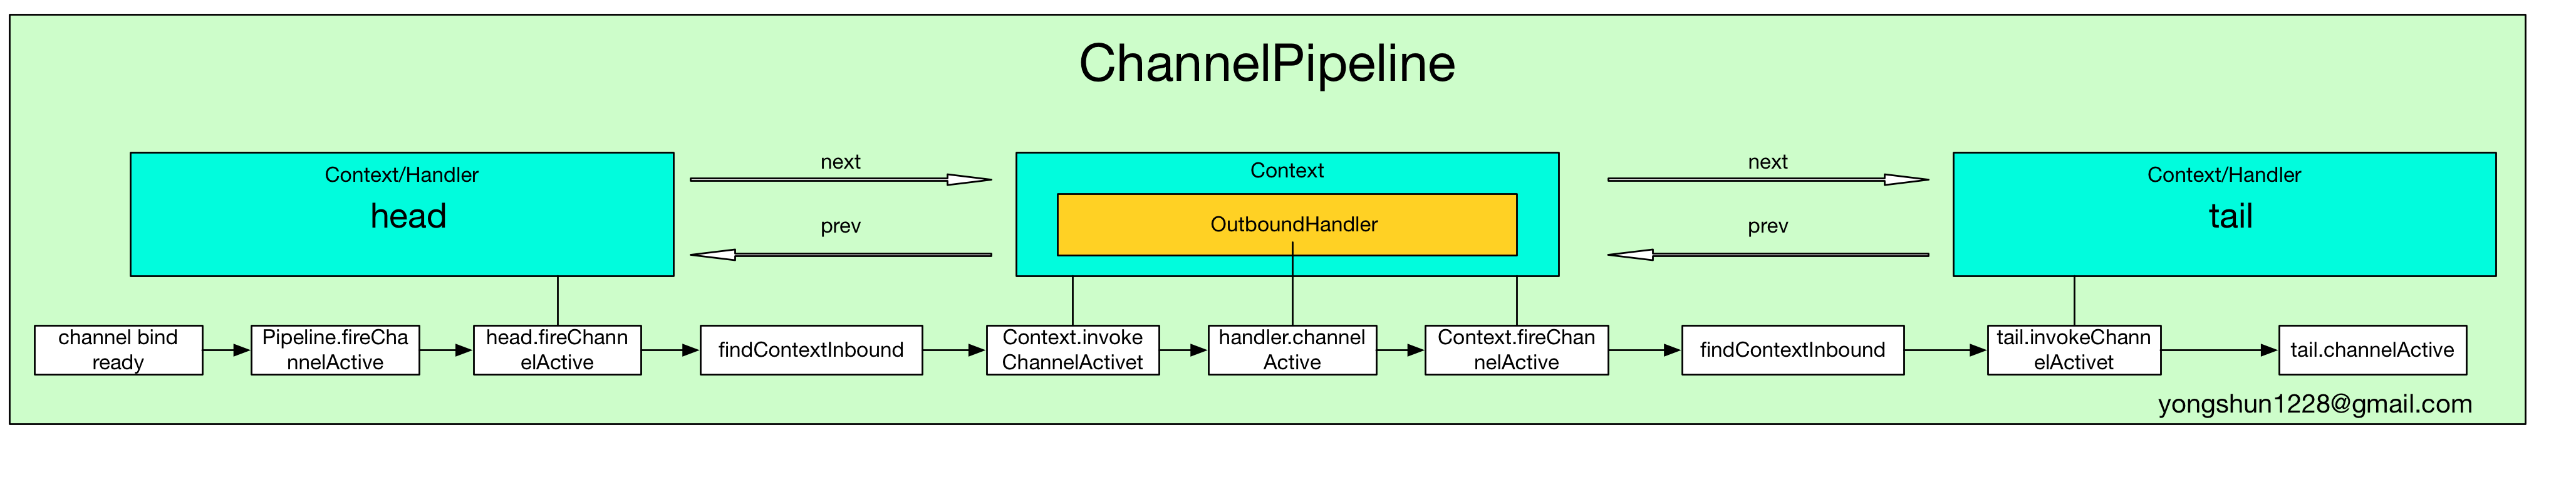 ChannelPipeline
Context/Handler
head
next
prev
Context
OutboundHandler
next
prev
Context/Handler
tail
channel bind
ready
Pipeline.fireCha
nnelActive
head.fireChann
elActive
findContextInbound
Context.invoke
ChannelActivet
handler.channel
Active
Context.fireChan
nelActive
findContextInbound
tail.invokeChann
elActivet
tail.channelActive
yongshun1228@gmail.com